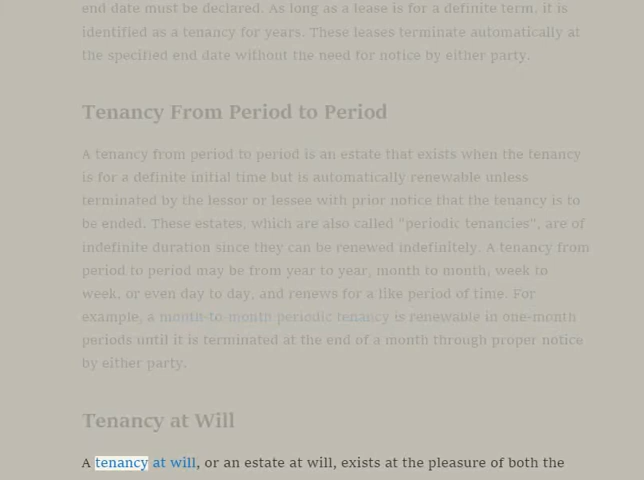 end date must be declared. As long as a lease is for a definite term, it is
identified as a tenancy for years. These leases terminate automatically at
the specified end date without the need for notice by either party.
Tenancy From Period to Period
A tenancy from period to period is an estate that exists when the tenancy
is for a definite initial time but is automatically renewable unless
terminated by the lessor or lessee with prior notice that the tenancy is to
be ended. These estates, which are also called "periodic tenancies", are of
indefinite duration since they can be renewed indefinitely. A tenancy from
period to period may be from year to year, month to month, week to
week, or even day to day, and renews for a like period of time. For
example, a month-to-month periodic tenancy is renewable in one-month
periods until it is terminated at the end of a month through proper notice
by either party.
Tenancy at Will
A tenancy at will, or an estate at will, exists at the pleasure of both the